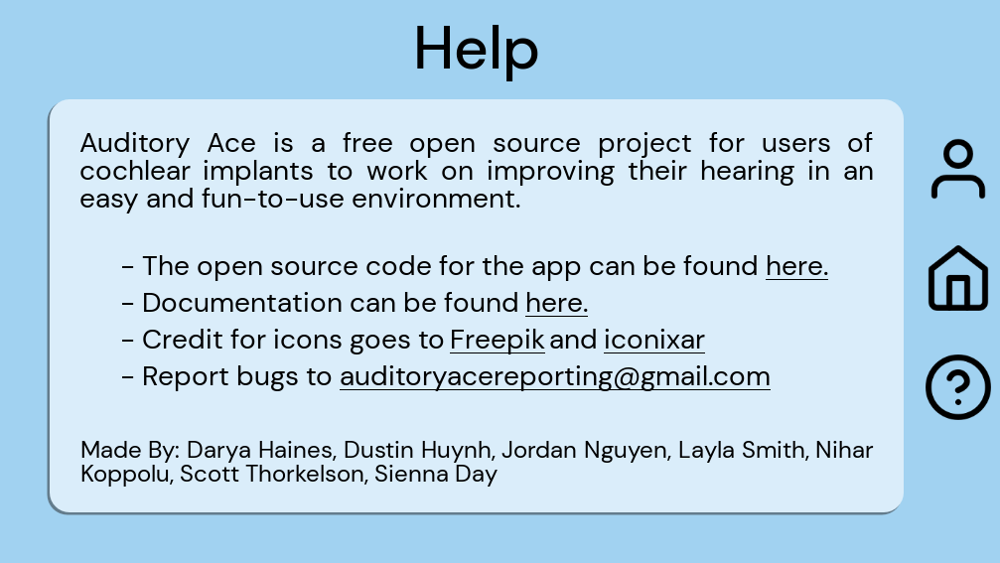 Help
Auditory Ace is a free open source project for users of
cochlear implants to work on improving their hearing in an
easy and fun-to-use environment.
- The open source code for the app can be found here.
- Documentation can be found here.
- Credit for icons goes to Freepik and iconixar
- Report bugs to auditoryacereporting@gmail.com
Made By: Darya Haines, Dustin Huynh, Jordan Nguyen, Layla Smith, Nihar
Koppolu, Scott Thorkelson, Sienna Day